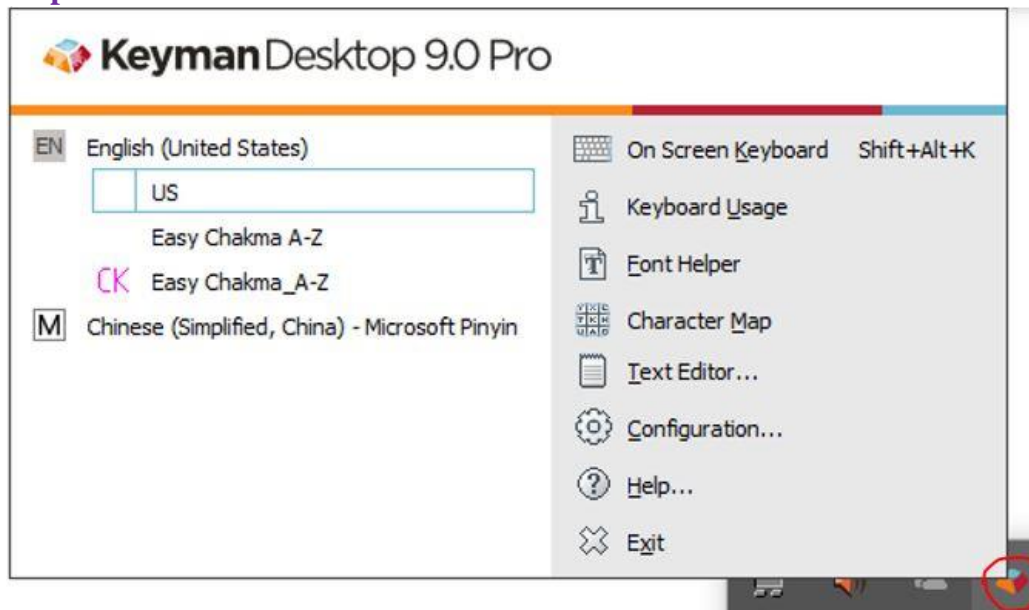 Keyman Desktop 9.0 Pro
EN English (United States)
US
Easy Chakma A-Z
CK Easy Chakma_A-Z
M Chinese (Simplified, China) - Microsoft Pinyin
On Screen Keyboard Shift+Alt+K
Keyboard Usage
Font Helper
Character Map
Text Editor...
Configuration...
Help...
Exit